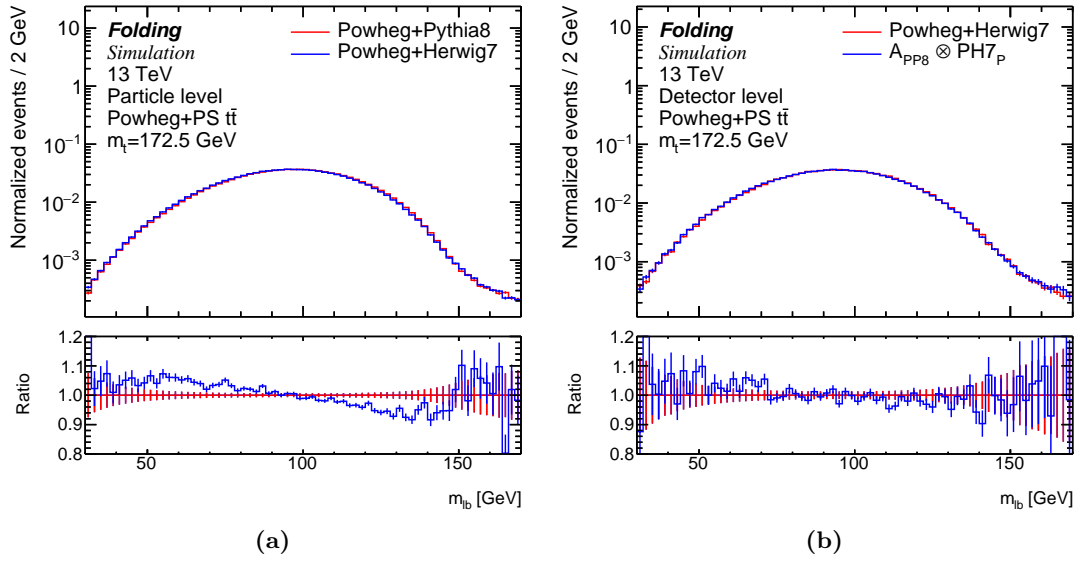 Normalized events / 2 GeV
10
1
10⁻¹
10⁻²
10⁻³
Folding
Simulation
13 TeV
Particle level
Powheg+PS tt̄
mₜ=172.5 GeV
Powheg+Pythia8
Powheg+Herwig7
Ratio
1.2
1.1
1.0
0.9
0.8
50 100 150
m_lb [GeV]
(a)
Normalized events / 2 GeV
10
1
10⁻¹
10⁻²
10⁻³
Folding
Simulation
13 TeV
Detector level
Powheg+PS tt̄
mₜ=172.5 GeV
Powheg+Herwig7
A_PP8 ⊗ PH7_P
Ratio
1.2
1.1
1.0
0.9
0.8
50 100 150
m_lb [GeV]
(b)